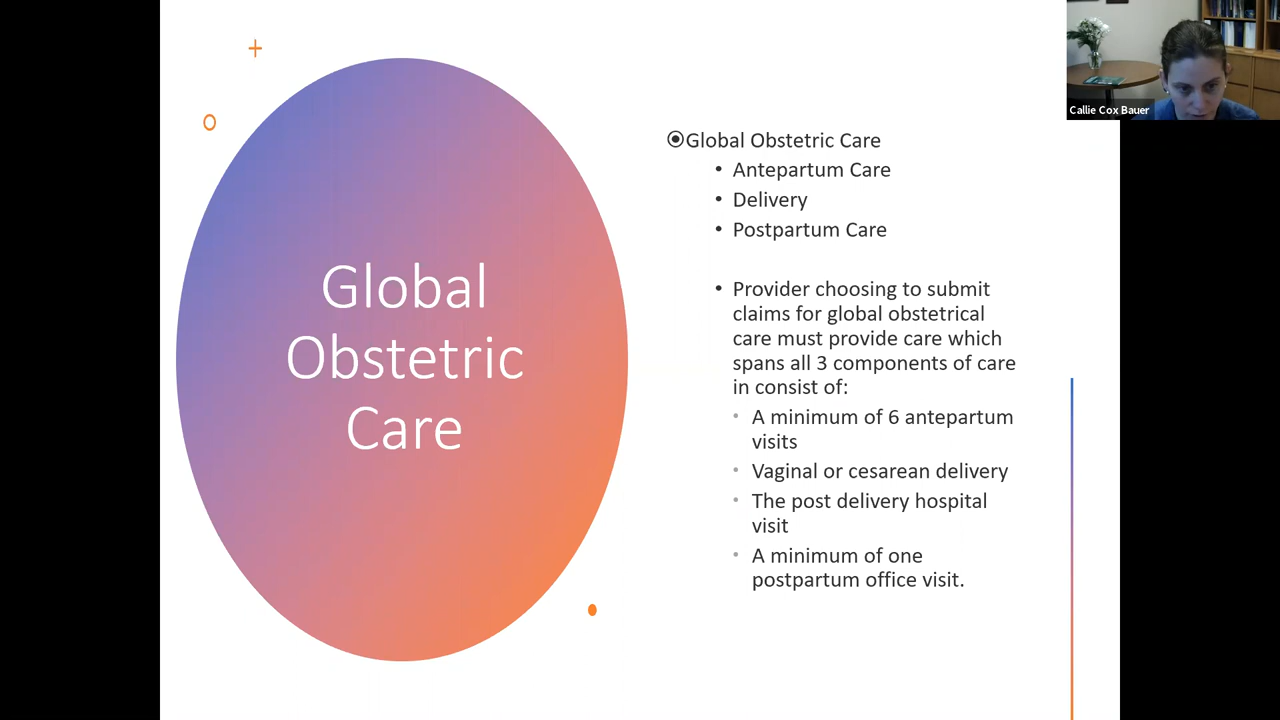 Global
Obstetric
Care
Global Obstetric Care
• Antepartum Care
• Delivery
• Postpartum Care
• Provider choosing to submit
claims for global obstetrical
care must provide care which
spans all 3 components of care
in consist of:
• A minimum of 6 antepartum
visits
• Vaginal or cesarean delivery
• The post delivery hospital
visit
• A minimum of one
postpartum office visit.
Callie Cox Bauer